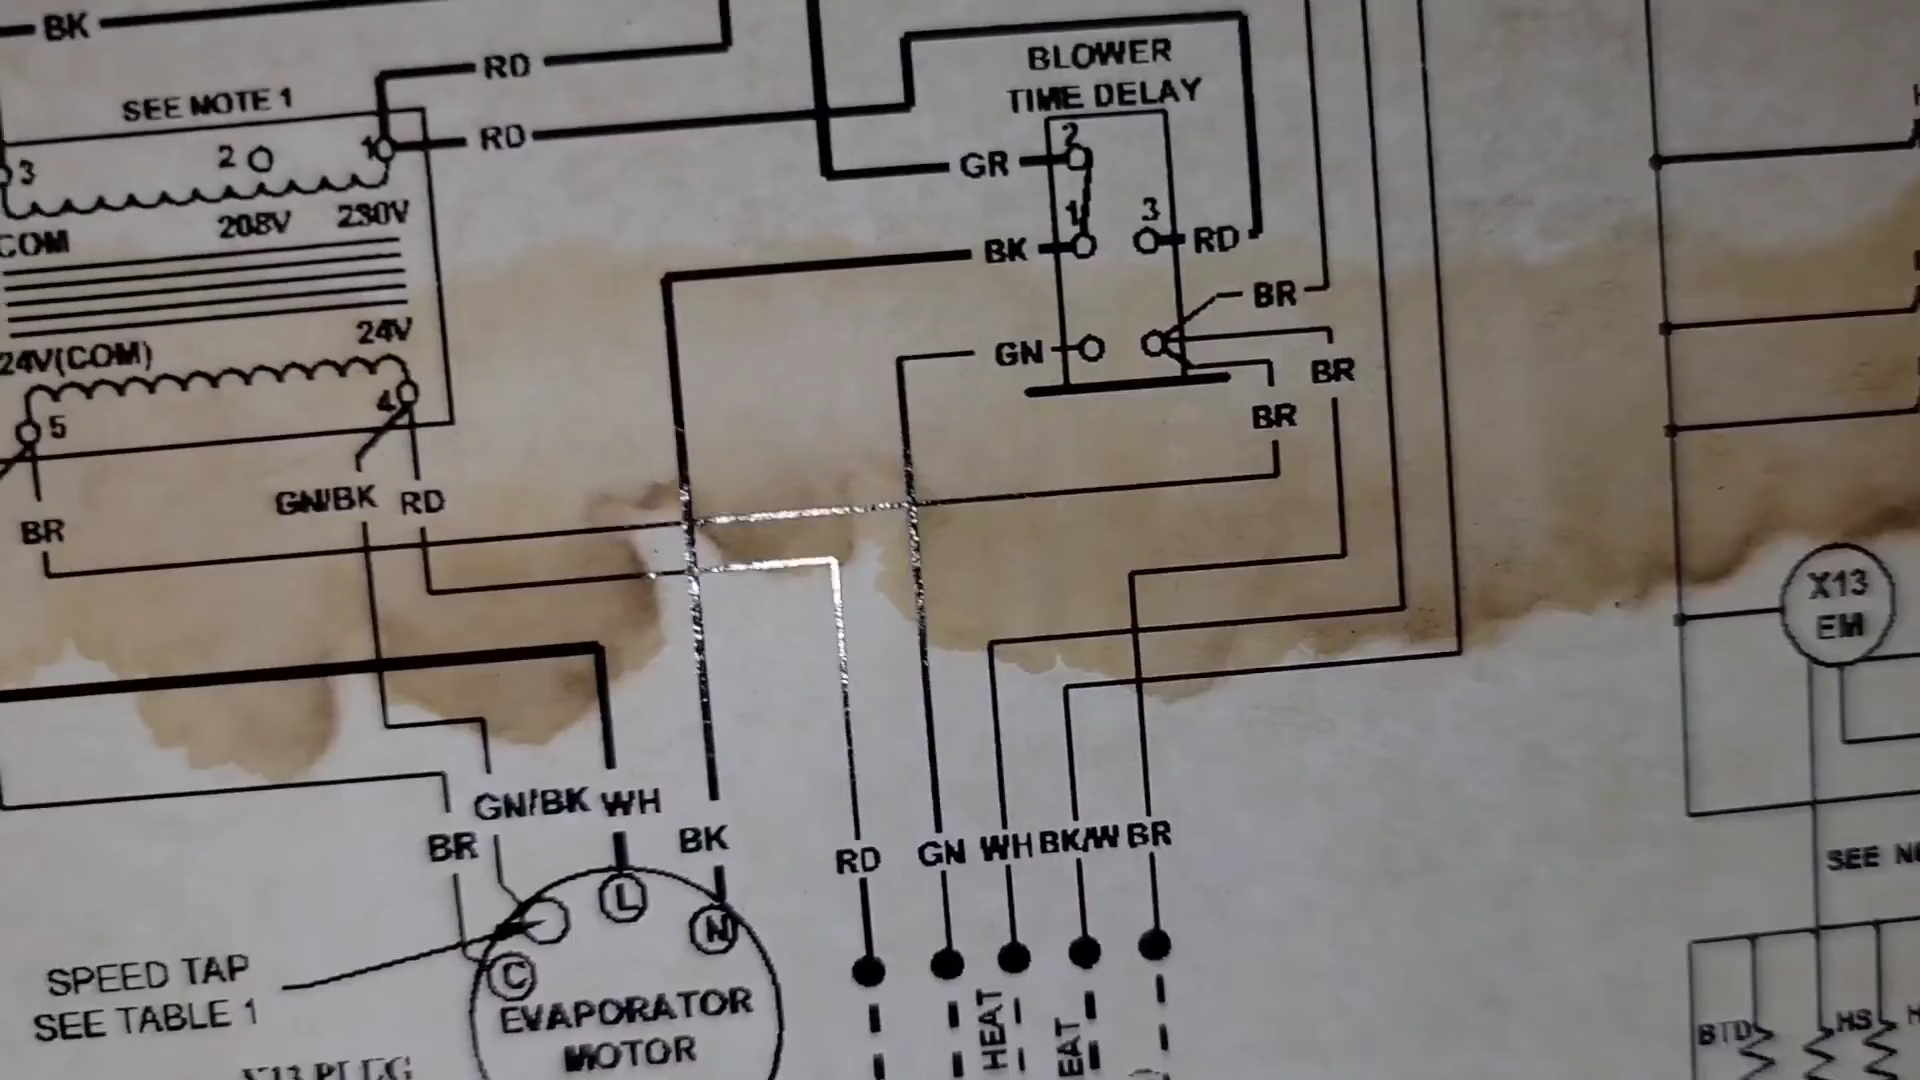 BK
RD
BLOWER
TIME DELAY
SEE NOTE 1
RD
2
3
2
1
GR
208V
230V
1
3
COM
BK
RD
BR
24V
24V(COM)
GN
BR
4
5
BR
GN/BK
RD
BR
X13
EM
GN/BK
WH
BR
BK
RD
GN
WH
BK/W
BR
SEE
L
N
C
SPEED TAP
SEE TABLE 1
EVAPORATOR
MOTOR
HEAT
EAT
BTD
HS
H
X13 PLUG